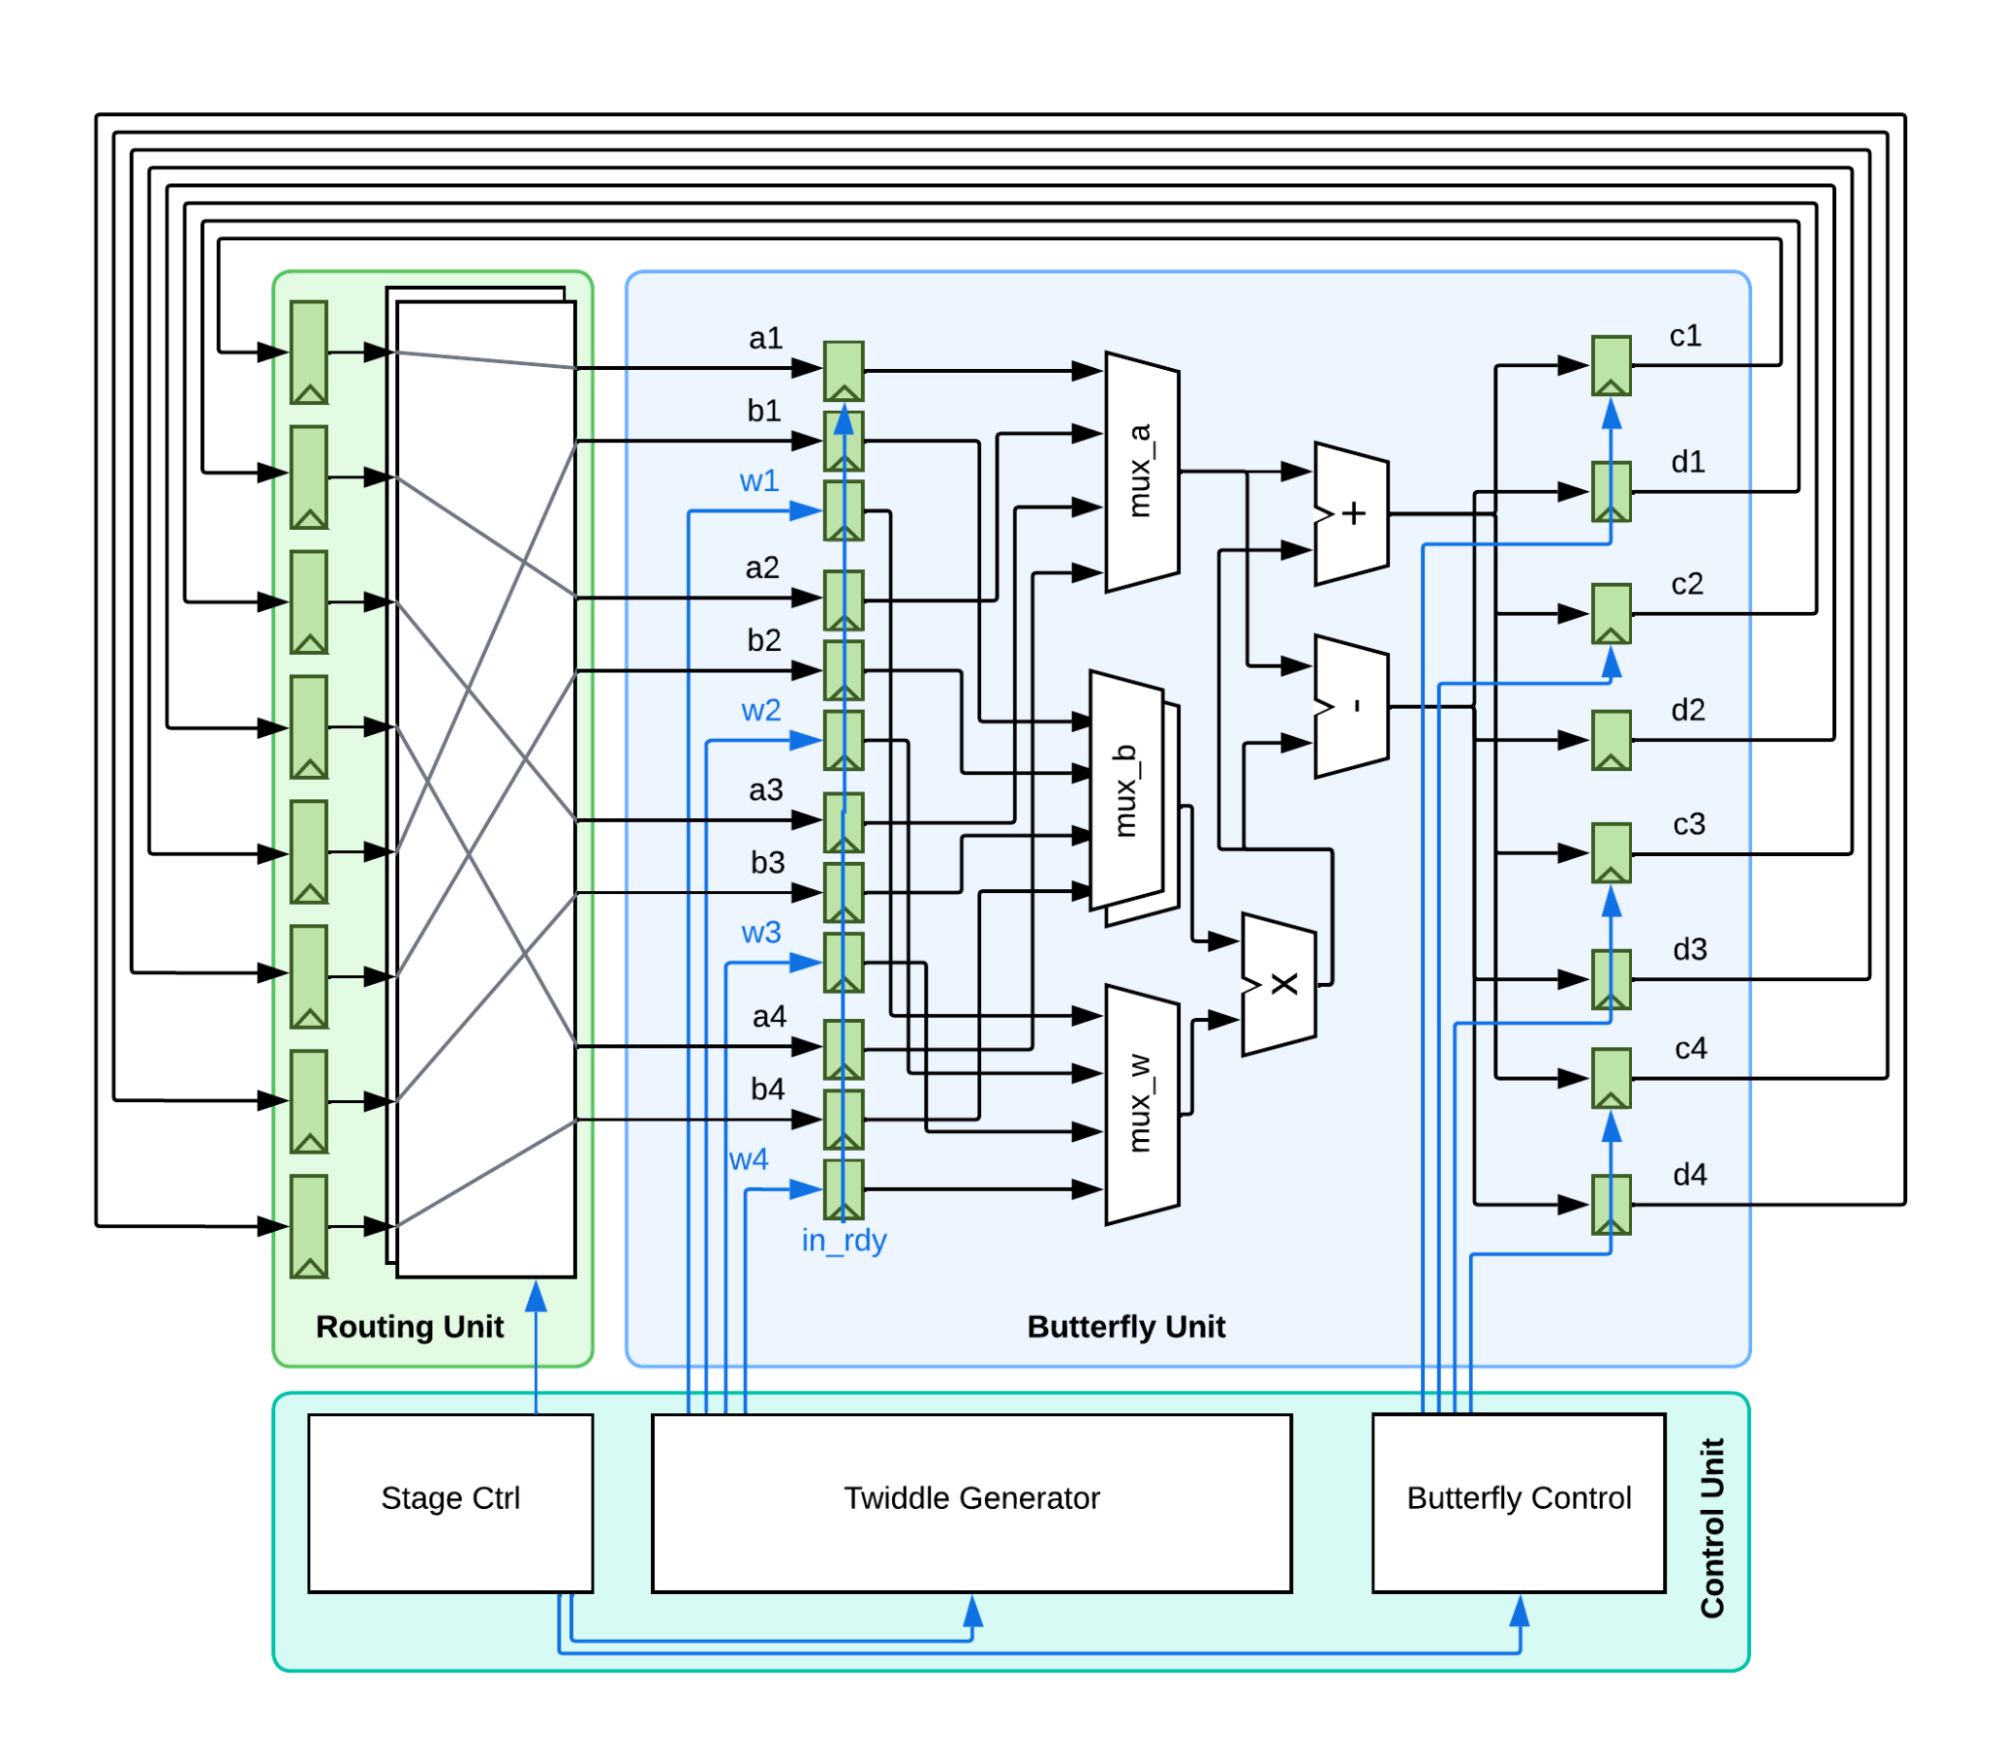 a1
b1
w1
a2
b2
w2
a3
b3
w3
a4
b4
w4
in_rdy
mux_a
mux_b
mux_w
+
-
X
c1
d1
c2
d2
c3
d3
c4
d4
Routing Unit
Butterfly Unit
Stage Ctrl
Twiddle Generator
Butterfly Control
Control Unit